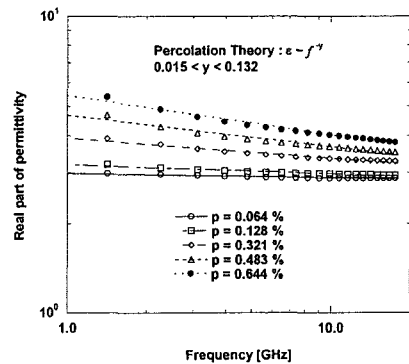 10¹
Percolation Theory : ε ~ f⁻ʸ
0.015 < y < 0.132
Real part of permittivity
p = 0.064 %
p = 0.128 %
p = 0.321 %
p = 0.483 %
p = 0.644 %
10⁰
1.0
10.0
Frequency [GHz]